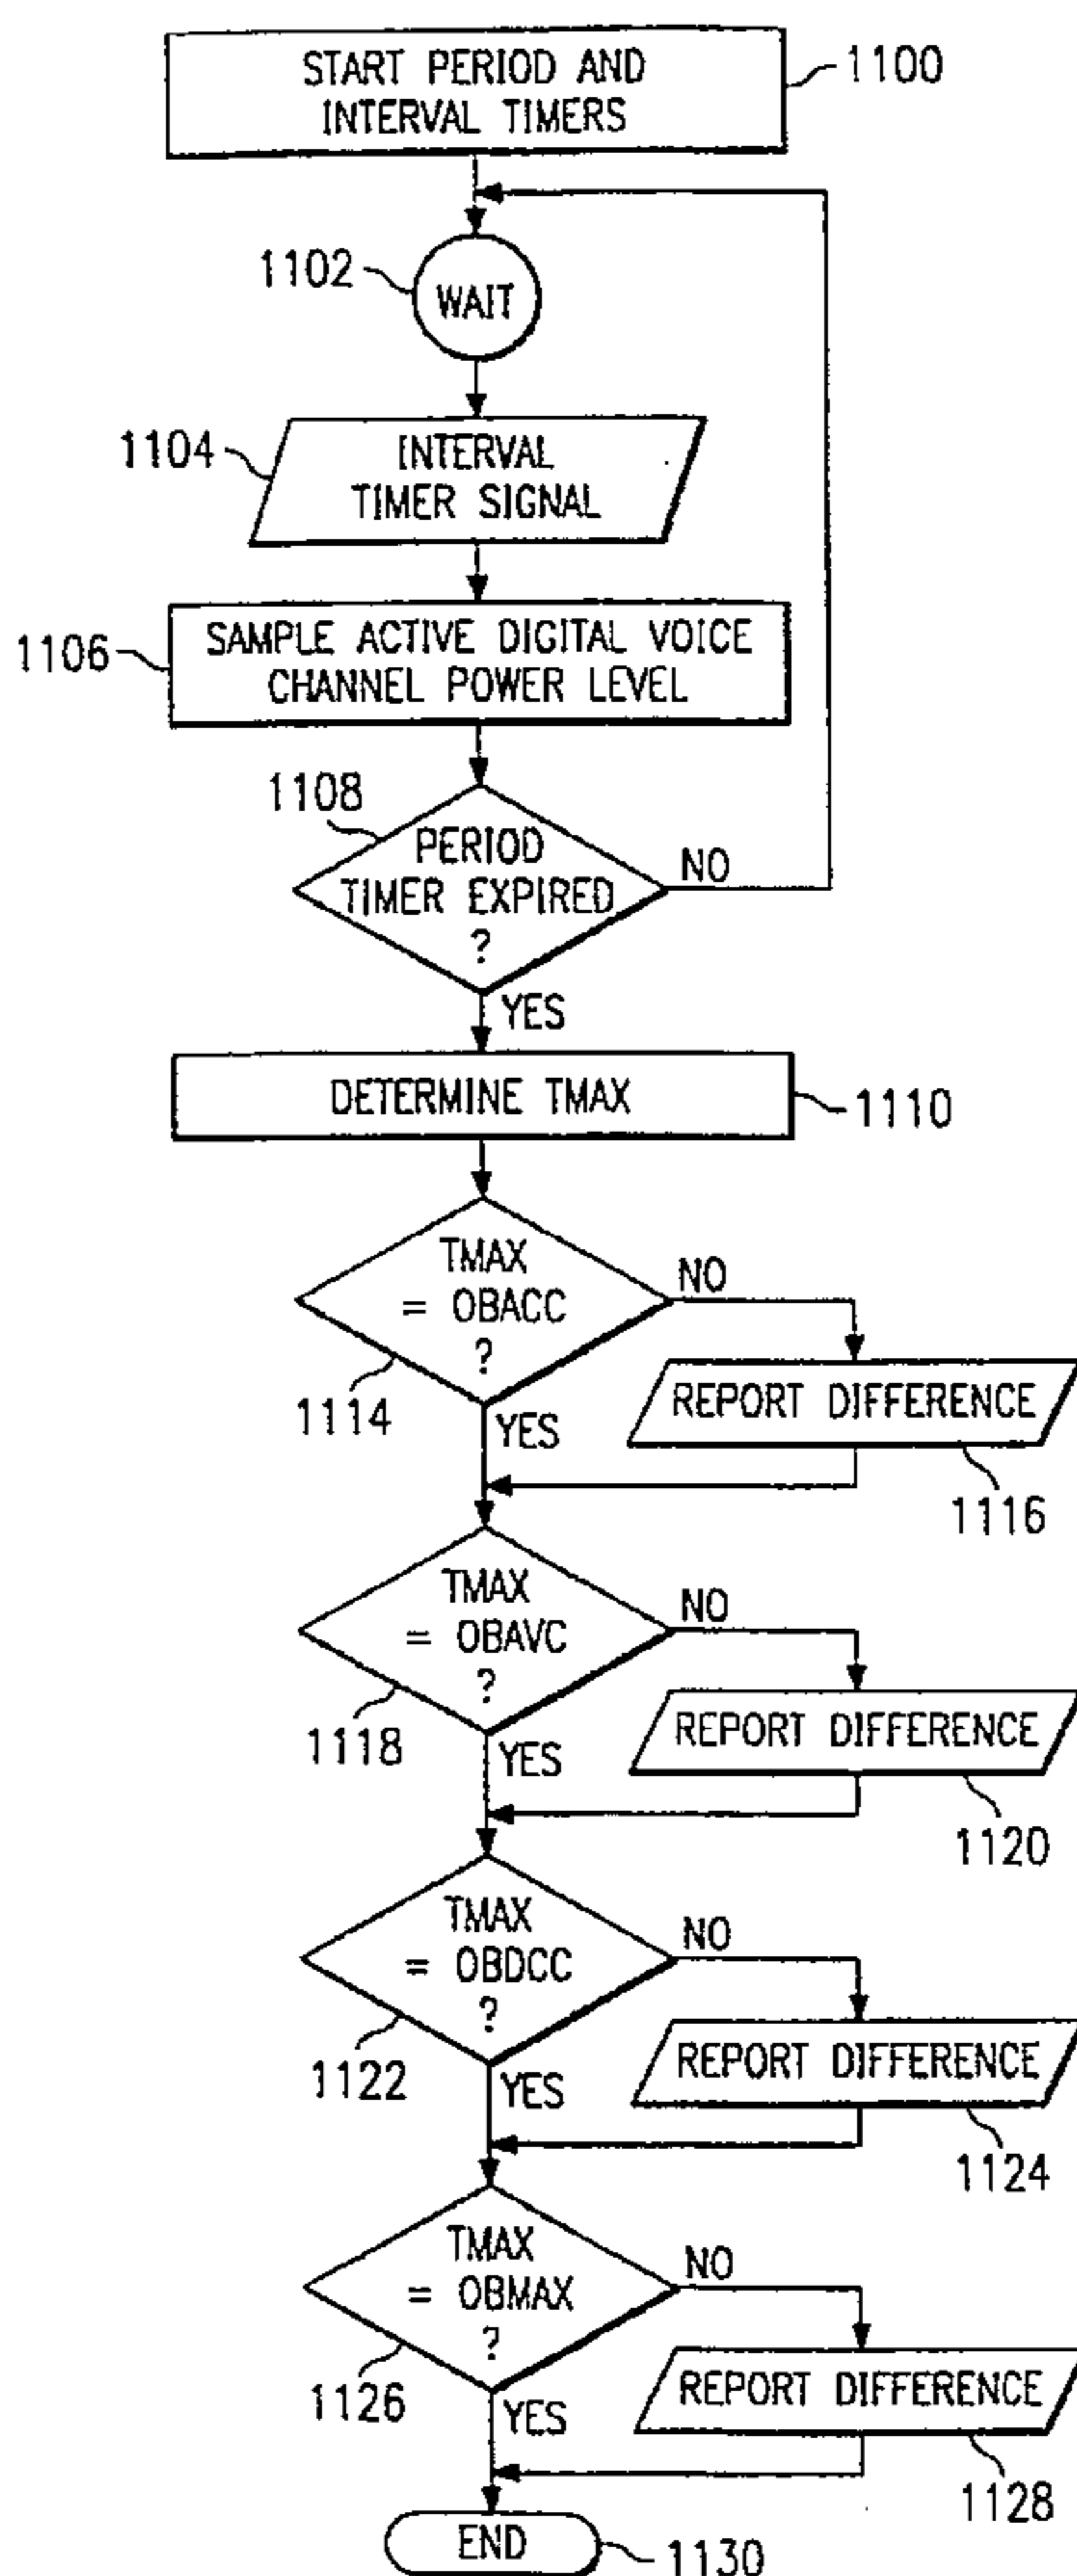 START PERIOD AND
INTERVAL TIMERS
1100
1102
WAIT
1104
INTERVAL
TIMER SIGNAL
1106
SAMPLE ACTIVE DIGITAL VOICE
CHANNEL POWER LEVEL
1108
PERIOD
TIMER EXPIRED
?
NO
YES
DETERMINE TMAX
1110
TMAX
= OBACC
?
NO
1114
YES
REPORT DIFFERENCE
1116
TMAX
= OBAVC
?
NO
1118
YES
REPORT DIFFERENCE
1120
TMAX
= OBDCC
?
NO
1122
YES
REPORT DIFFERENCE
1124
TMAX
= OBMAX
?
NO
1126
YES
REPORT DIFFERENCE
1128
END
1130